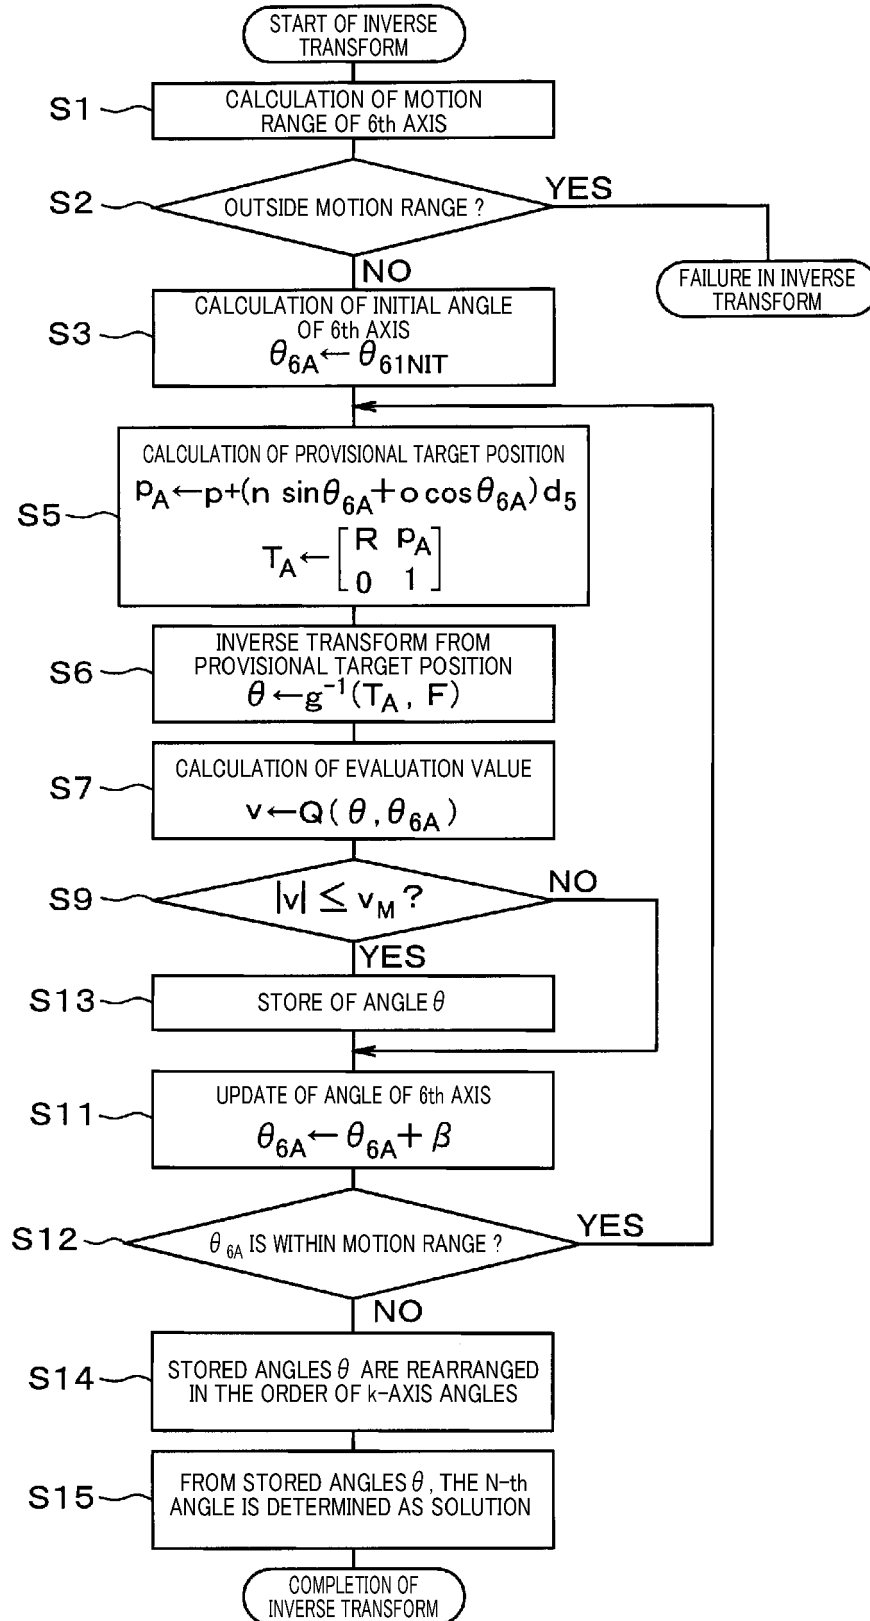 START OF INVERSE
TRANSFORM
S1
CALCULATION OF MOTION
RANGE OF 6th AXIS
S2
OUTSIDE MOTION RANGE ?
YES
NO
FAILURE IN INVERSE
TRANSFORM
S3
CALCULATION OF INITIAL ANGLE
OF 6th AXIS
θ6A ← θ61NIT
S5
CALCULATION OF PROVISIONAL TARGET POSITION
pA ← p+(n sinθ6A + o cosθ6A) d5
TA ← [R pA
0 1]
S6
INVERSE TRANSFORM FROM
PROVISIONAL TARGET POSITION
θ ← g⁻¹(TA , F)
S7
CALCULATION OF EVALUATION VALUE
v ← Q( θ , θ6A )
S9
|v| ≤ vM ?
NO
YES
S13
STORE OF ANGLE θ
S11
UPDATE OF ANGLE OF 6th AXIS
θ6A ← θ6A + β
S12
θ6A IS WITHIN MOTION RANGE ?
YES
NO
S14
STORED ANGLES θ ARE REARRANGED
IN THE ORDER OF k-AXIS ANGLES
S15
FROM STORED ANGLES θ , THE N-th
ANGLE IS DETERMINED AS SOLUTION
COMPLETION OF
INVERSE TRANSFORM